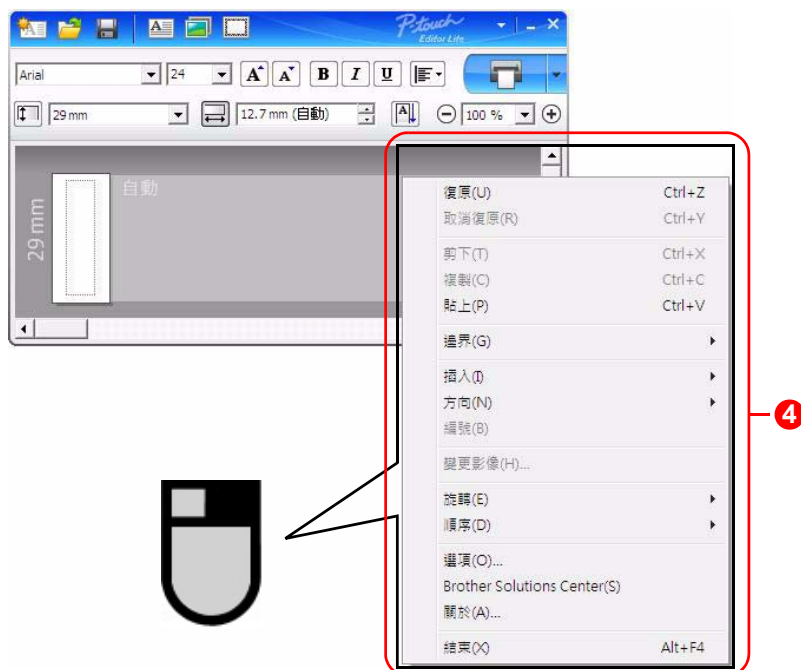 P-touch
Editor Lite
Arial 24 A A B I U
29 mm 12.7 mm (自動) A 100 %
自動
29 mm
復原(U) Ctrl+Z
取消復原(R) Ctrl+Y
剪下(T) Ctrl+X
複製(C) Ctrl+C
貼上(P) Ctrl+V
邊界(G)
插入(I)
方向(N)
編號(B)
變更影像(H)...
旋轉(E)
順序(D)
選項(O)...
Brother Solutions Center(S)
關於(A)...
結束(X) Alt+F4
4